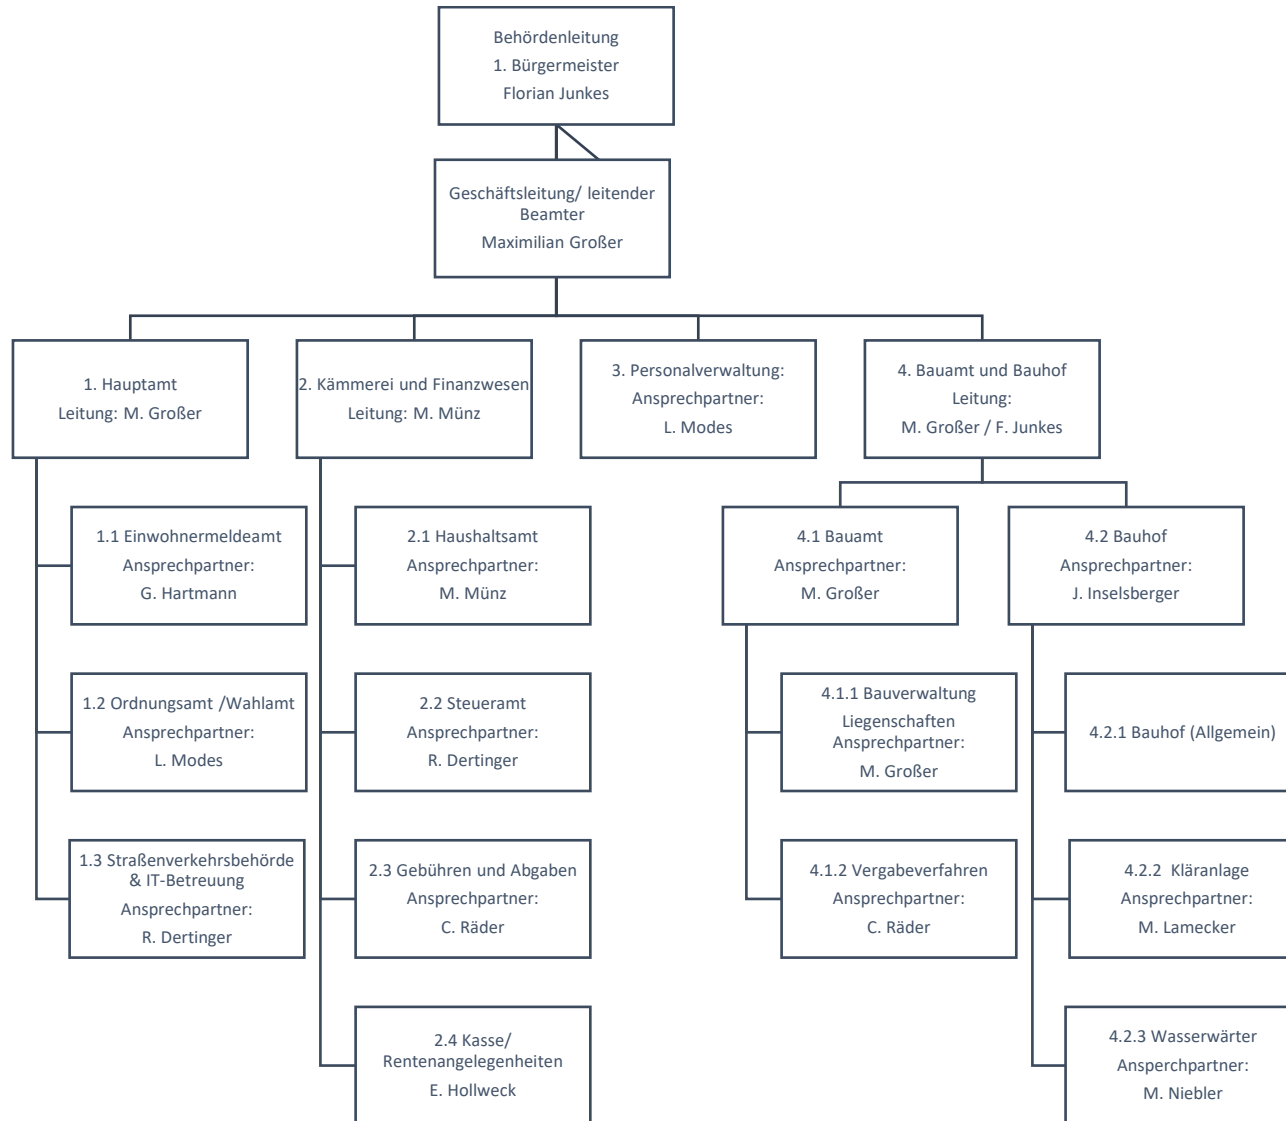 Behördenleitung
1. Bürgermeister
Florian Junkes
Geschäftsleitung/ leitender
Beamter
Maximilian Großer
1. Hauptamt
Leitung: M. Großer
2. Kämmerei und Finanzwesen
Leitung: M. Münz
3. Personalverwaltung:
Ansprechpartner:
L. Modes
4. Bauamt und Bauhof
Leitung:
M. Großer / F. Junkes
1.1 Einwohnermeldeamt
Ansprechpartner:
G. Hartmann
2.1 Haushaltsamt
Ansprechpartner:
M. Münz
4.1 Bauamt
Ansprechpartner:
M. Großer
4.2 Bauhof
Ansprechpartner:
J. Inselsberger
1.2 Ordnungsamt /Wahlamt
Ansprechpartner:
L. Modes
2.2 Steueramt
Ansprechpartner:
R. Dertinger
4.1.1 Bauverwaltung
Liegenschaften
Ansprechpartner:
M. Großer
4.2.1 Bauhof (Allgemein)
1.3 Straßenverkehrsbehörde
& IT-Betreuung
Ansprechpartner:
R. Dertinger
2.3 Gebühren und Abgaben
Ansprechpartner:
C. Räder
4.1.2 Vergabeverfahren
Ansprechpartner:
C. Räder
4.2.2 Kläranlage
Ansprechpartner:
M. Lamecker
2.4 Kasse/
Rentenangelegenheiten
E. Hollweck
4.2.3 Wasserwärter
Ansperchpartner:
M. Niebler